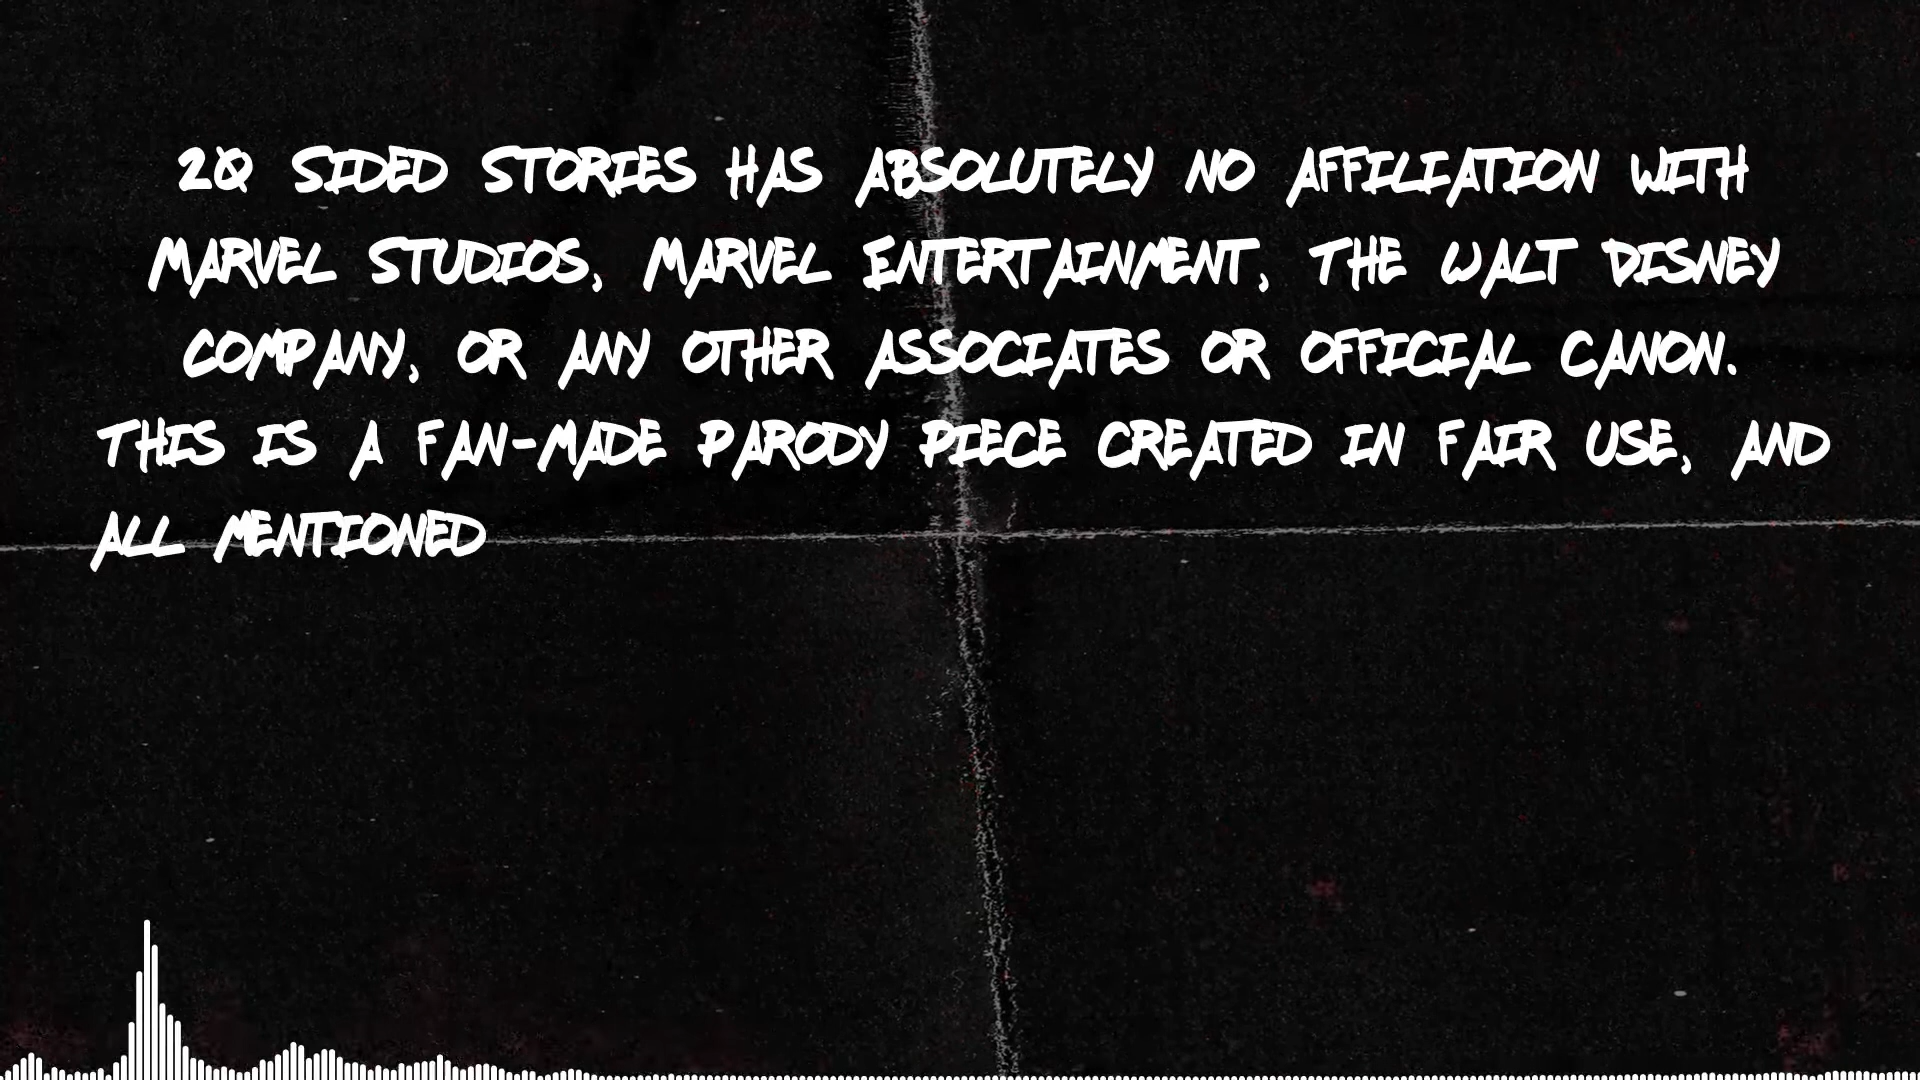 20 SIDED STORIES HAS ABSOLUTELY NO AFFILIATION WITH
MARVEL STUDIOS, MARVEL ENTERTAINMENT, THE WALT DISNEY
COMPANY, OR ANY OTHER ASSOCIATES OR OFFICIAL CANON.
THIS IS A FAN-MADE PARODY PIECE CREATED IN FAIR USE, AND
ALL MENTIONED